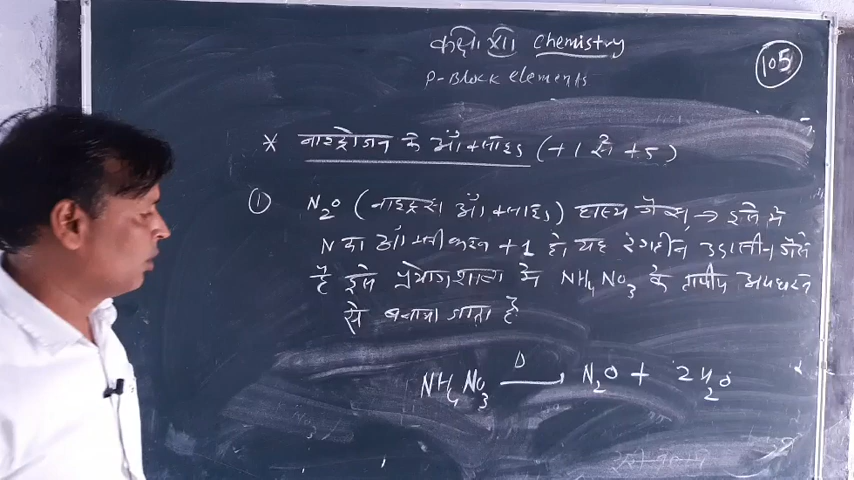 कक्षा XII Chemistry
105
P-Block elements
* नाइट्रोजन के ऑक्साइड (+1 से +5)
① N₂O (नाइट्रस ऑक्साइड) हास्य गैस → इसमें
N का ऑक्सीकरण +1 है, यह रंगहीन, उदासीन गैस
है इसे प्रयोगशाला में NH₄NO₃ के तापीय अपघटन
से बनाया जाता है
NH₄NO₃ —Δ→ N₂O + 2H₂O